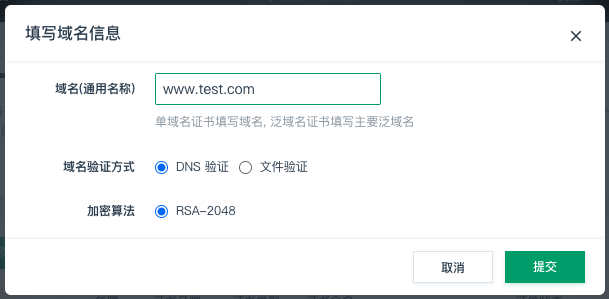 填写域名信息
域名(通用名称)
www.test.com
单域名证书填写域名, 泛域名证书填写主要泛域名
域名验证方式 DNS 验证 文件验证
加密算法 RSA-2048
取消 提交